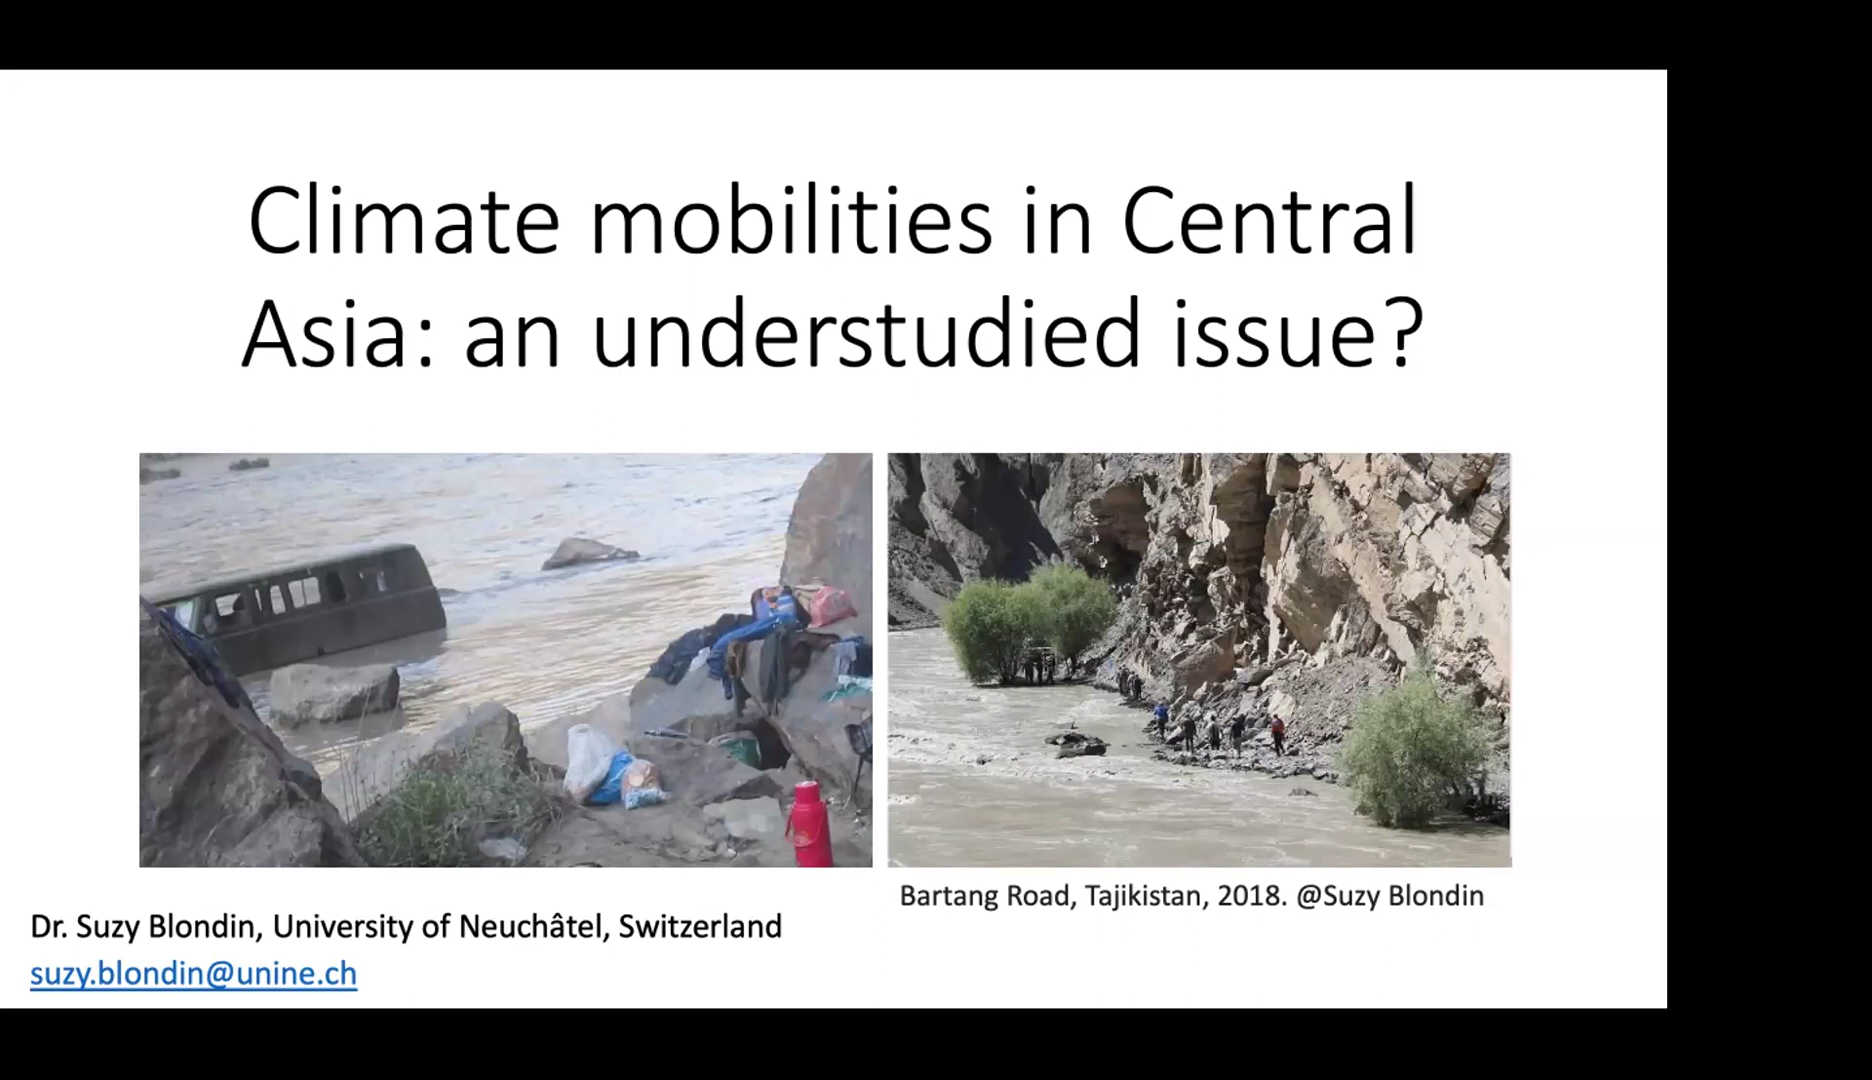 Climate mobilities in Central
Asia: an understudied issue?
Bartang Road, Tajikistan, 2018. @Suzy Blondin
Dr. Suzy Blondin, University of Neuchâtel, Switzerland
suzy.blondin@unine.ch